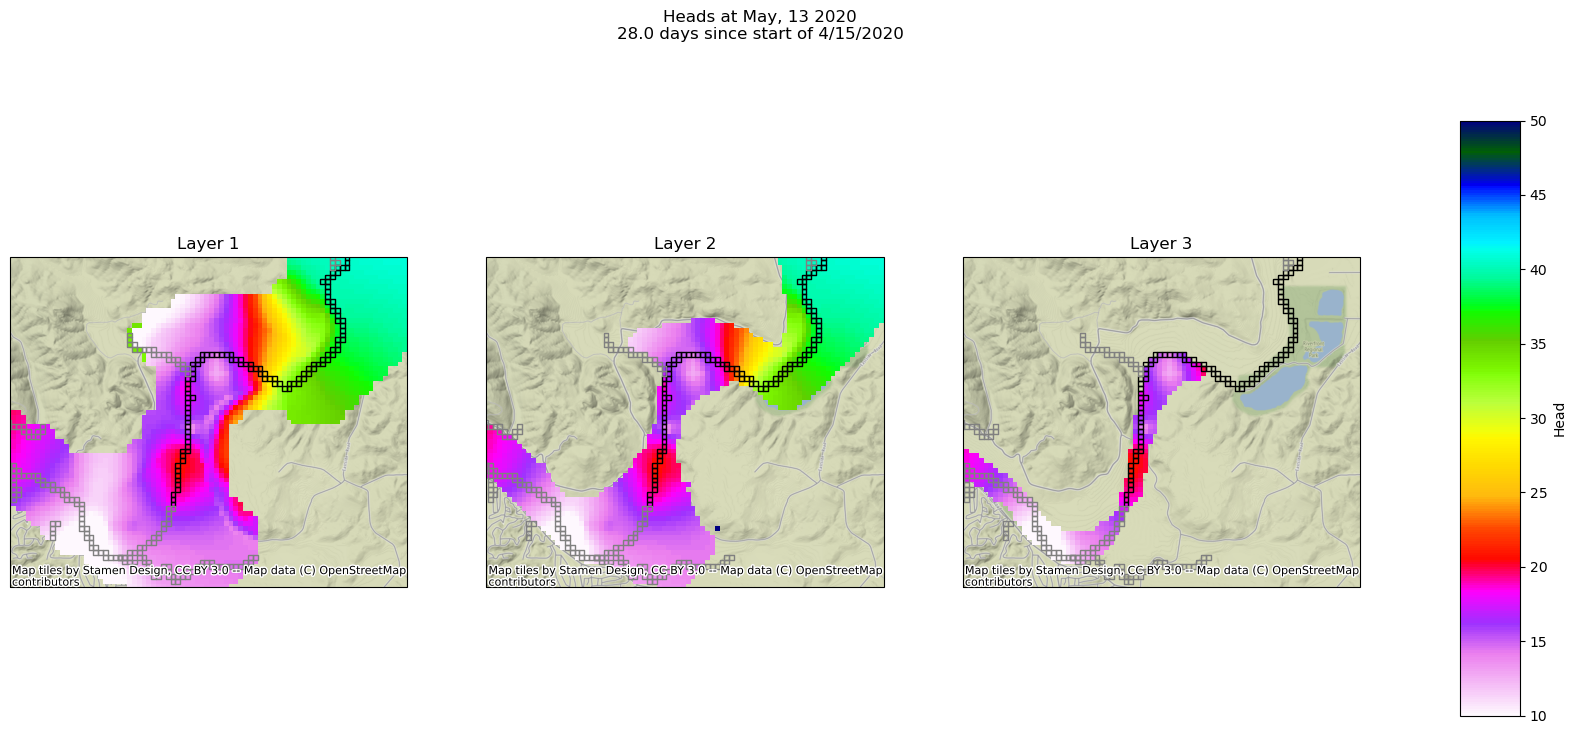 Heads at May, 13 2020
28.0 days since start of 4/15/2020
Layer 1
Layer 2
Layer 3
Map tiles by Stamen Design, CC BY 3.0 -- Map data (C) OpenStreetMap
contributors
Map tiles by Stamen Design, CC BY 3.0 -- Map data (C) OpenStreetMap
contributors
Map tiles by Stamen Design, CC BY 3.0 -- Map data (C) OpenStreetMap
contributors
50
45
40
35
30
25
20
15
10
Head